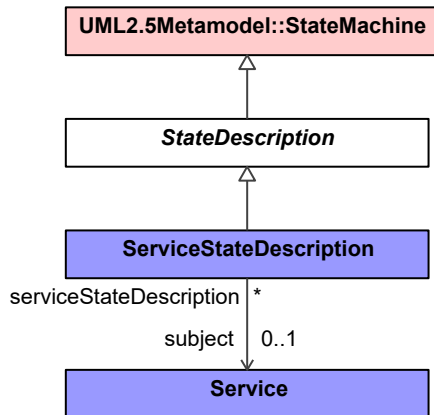 UML2.5Metamodel::StateMachine
StateDescription
ServiceStateDescription
serviceStateDescription *
subject 0..1
Service